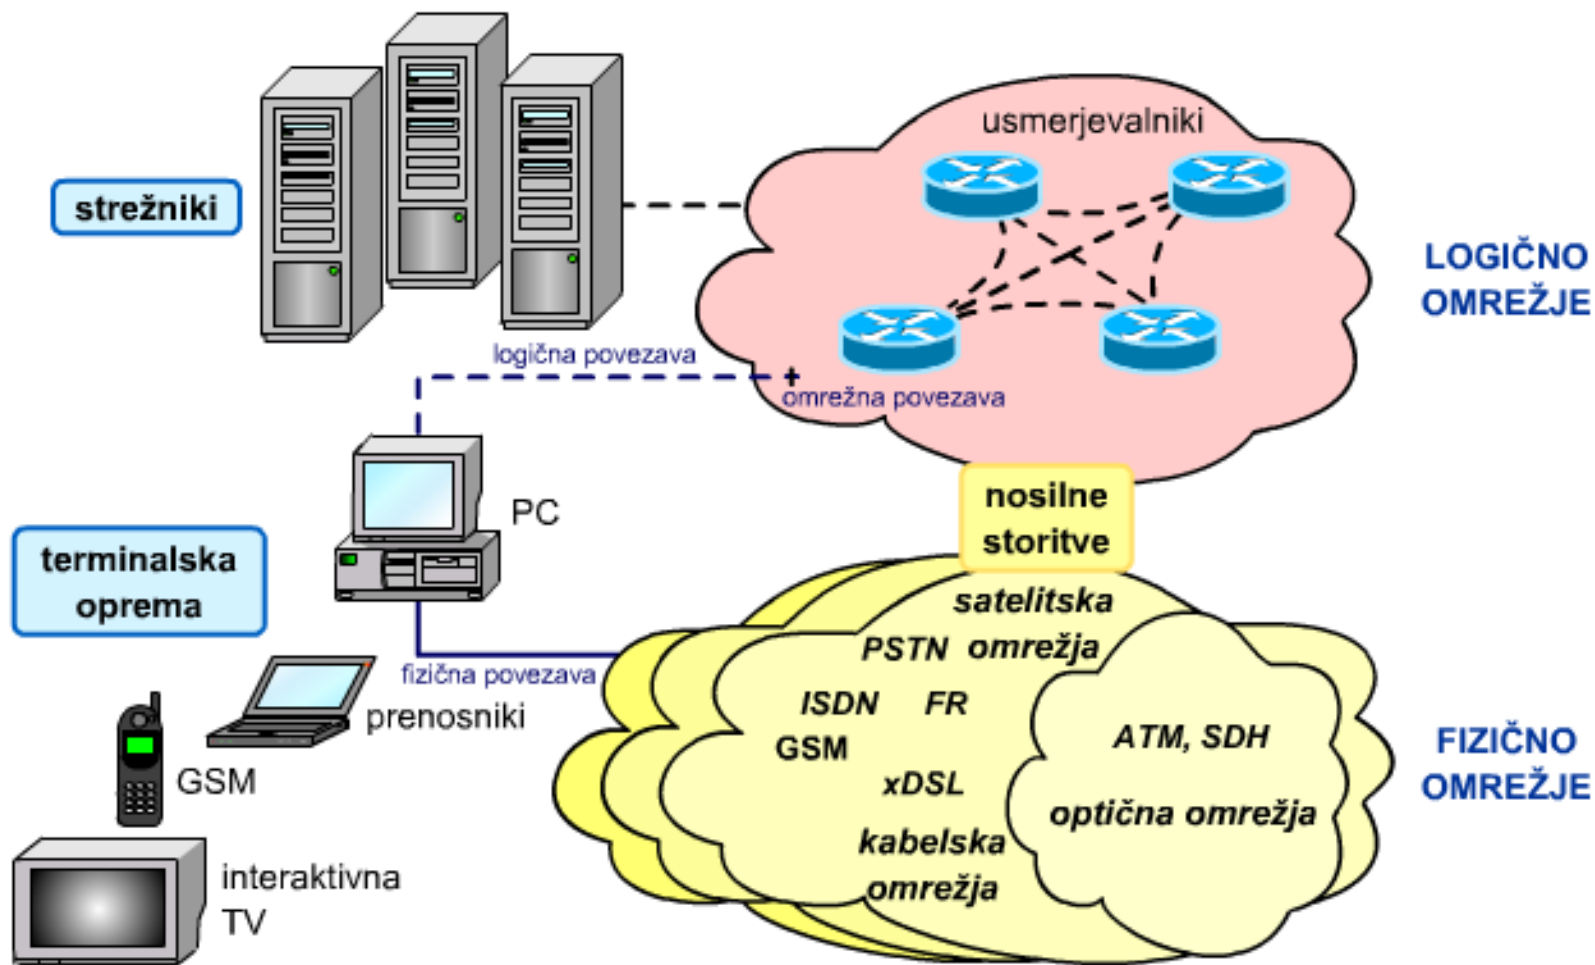 usmerjevalniki
strežniki
LOGIČNO
OMREŽJE
logična povezava
omrežna povezava
nosilne
storitve
PC
terminalska
oprema
satelitska
omrežja
PSTN
fizična povezava
ISDN FR
prenosniki
GSM
ATM, SDH
FIZIČNO
OMREŽJE
GSM
xDSL
optična omrežja
kabelska
omrežja
interaktivna
TV